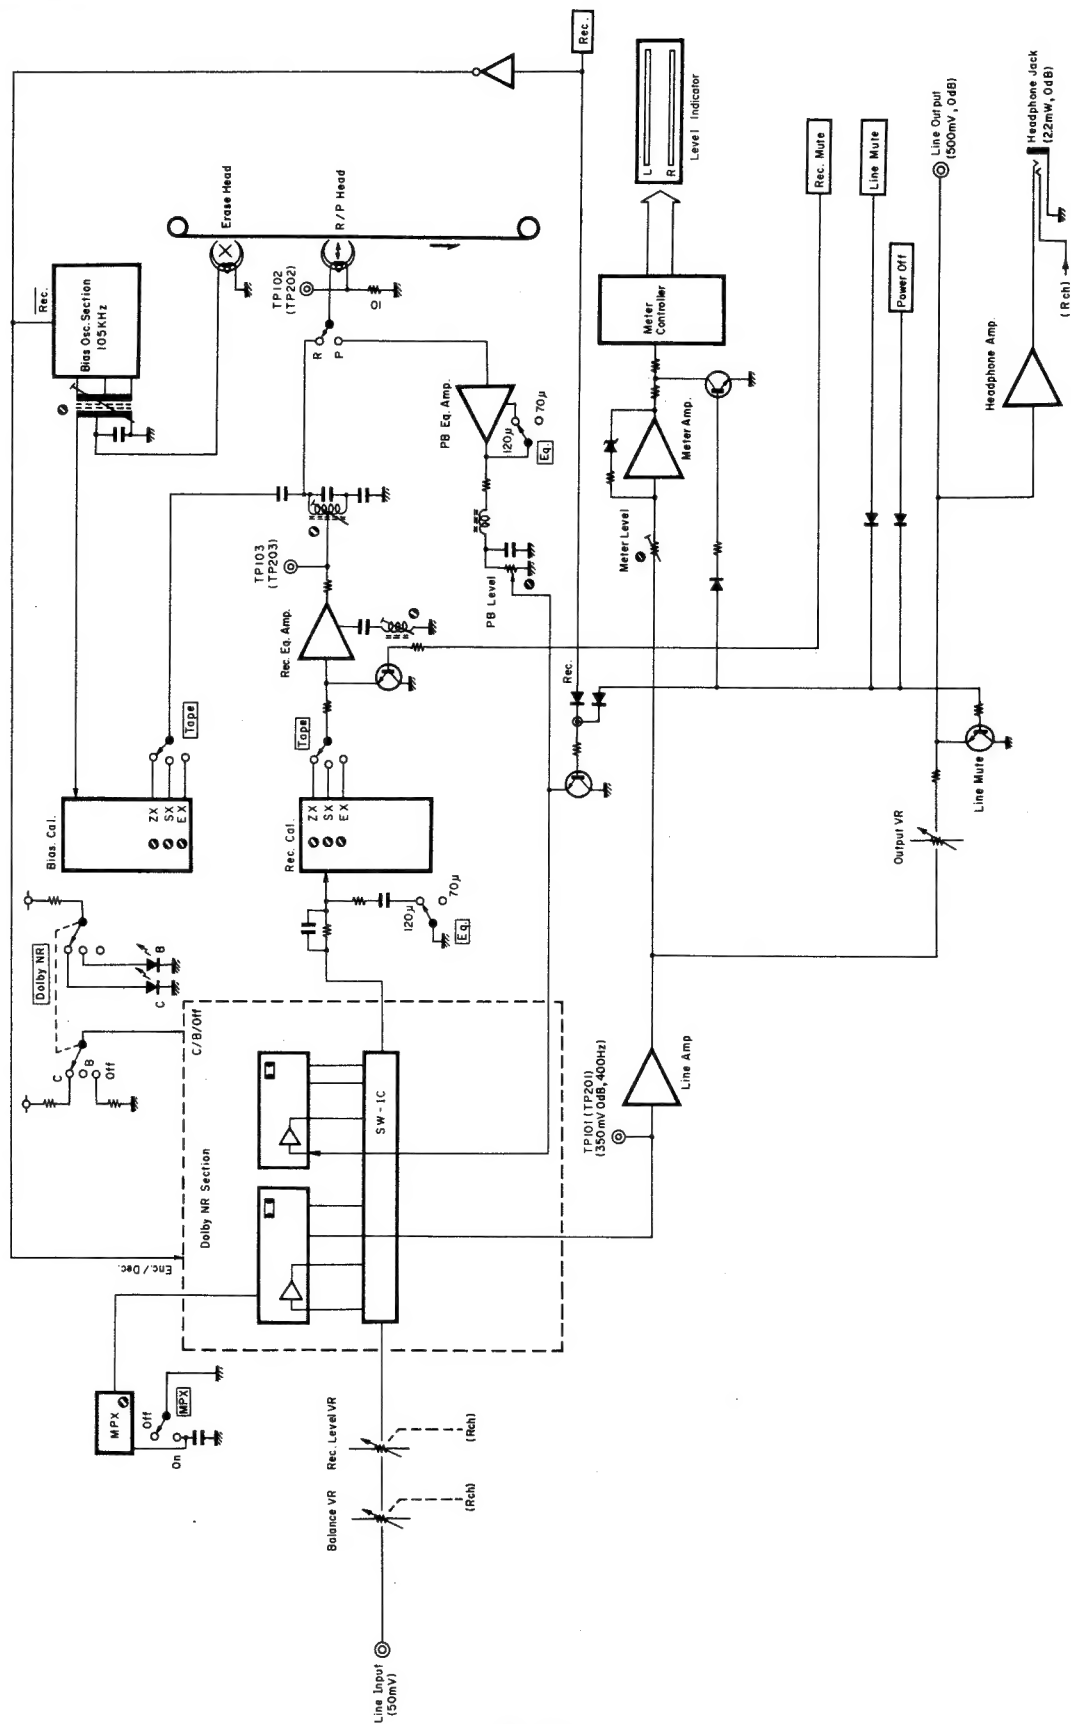 Line Input
(50mV)
Balance VR
(Rch)
Rec. Level VR
(Rch)
MPX
Off
On
MPX
Enc./Dec.
Dolby NR Section
C/B/Off
SW-IC
C
B
Off
Dolby NR
C
B
Bias. Cal.
ZX
SX
EX
Tape
Rec. Cal.
ZX
SX
EX
Tape
120μ
70μ
Eq.
Rec. Eq. Amp.
TP103
(TP203)
Bias Osc. Section
105KHz
Rec.
Erase Head
R/P Head
TP102
(TP202)
10
R
P
PB Eq. Amp.
120μ
70μ
Eq.
PB Level
Rec.
Rec.
TP101 (TP201)
(350mV 0dB, 400Hz)
Line Amp
Meter Level
Meter Amp.
Meter
Controller
L
R
Level Indicator
Rec. Mute
Line Mute
Power Off
Output VR
Line Mute
Line Output
(500mV, 0dB)
Headphone Amp.
Headphone Jack
(2.2mW, 0dB)
(Rch)